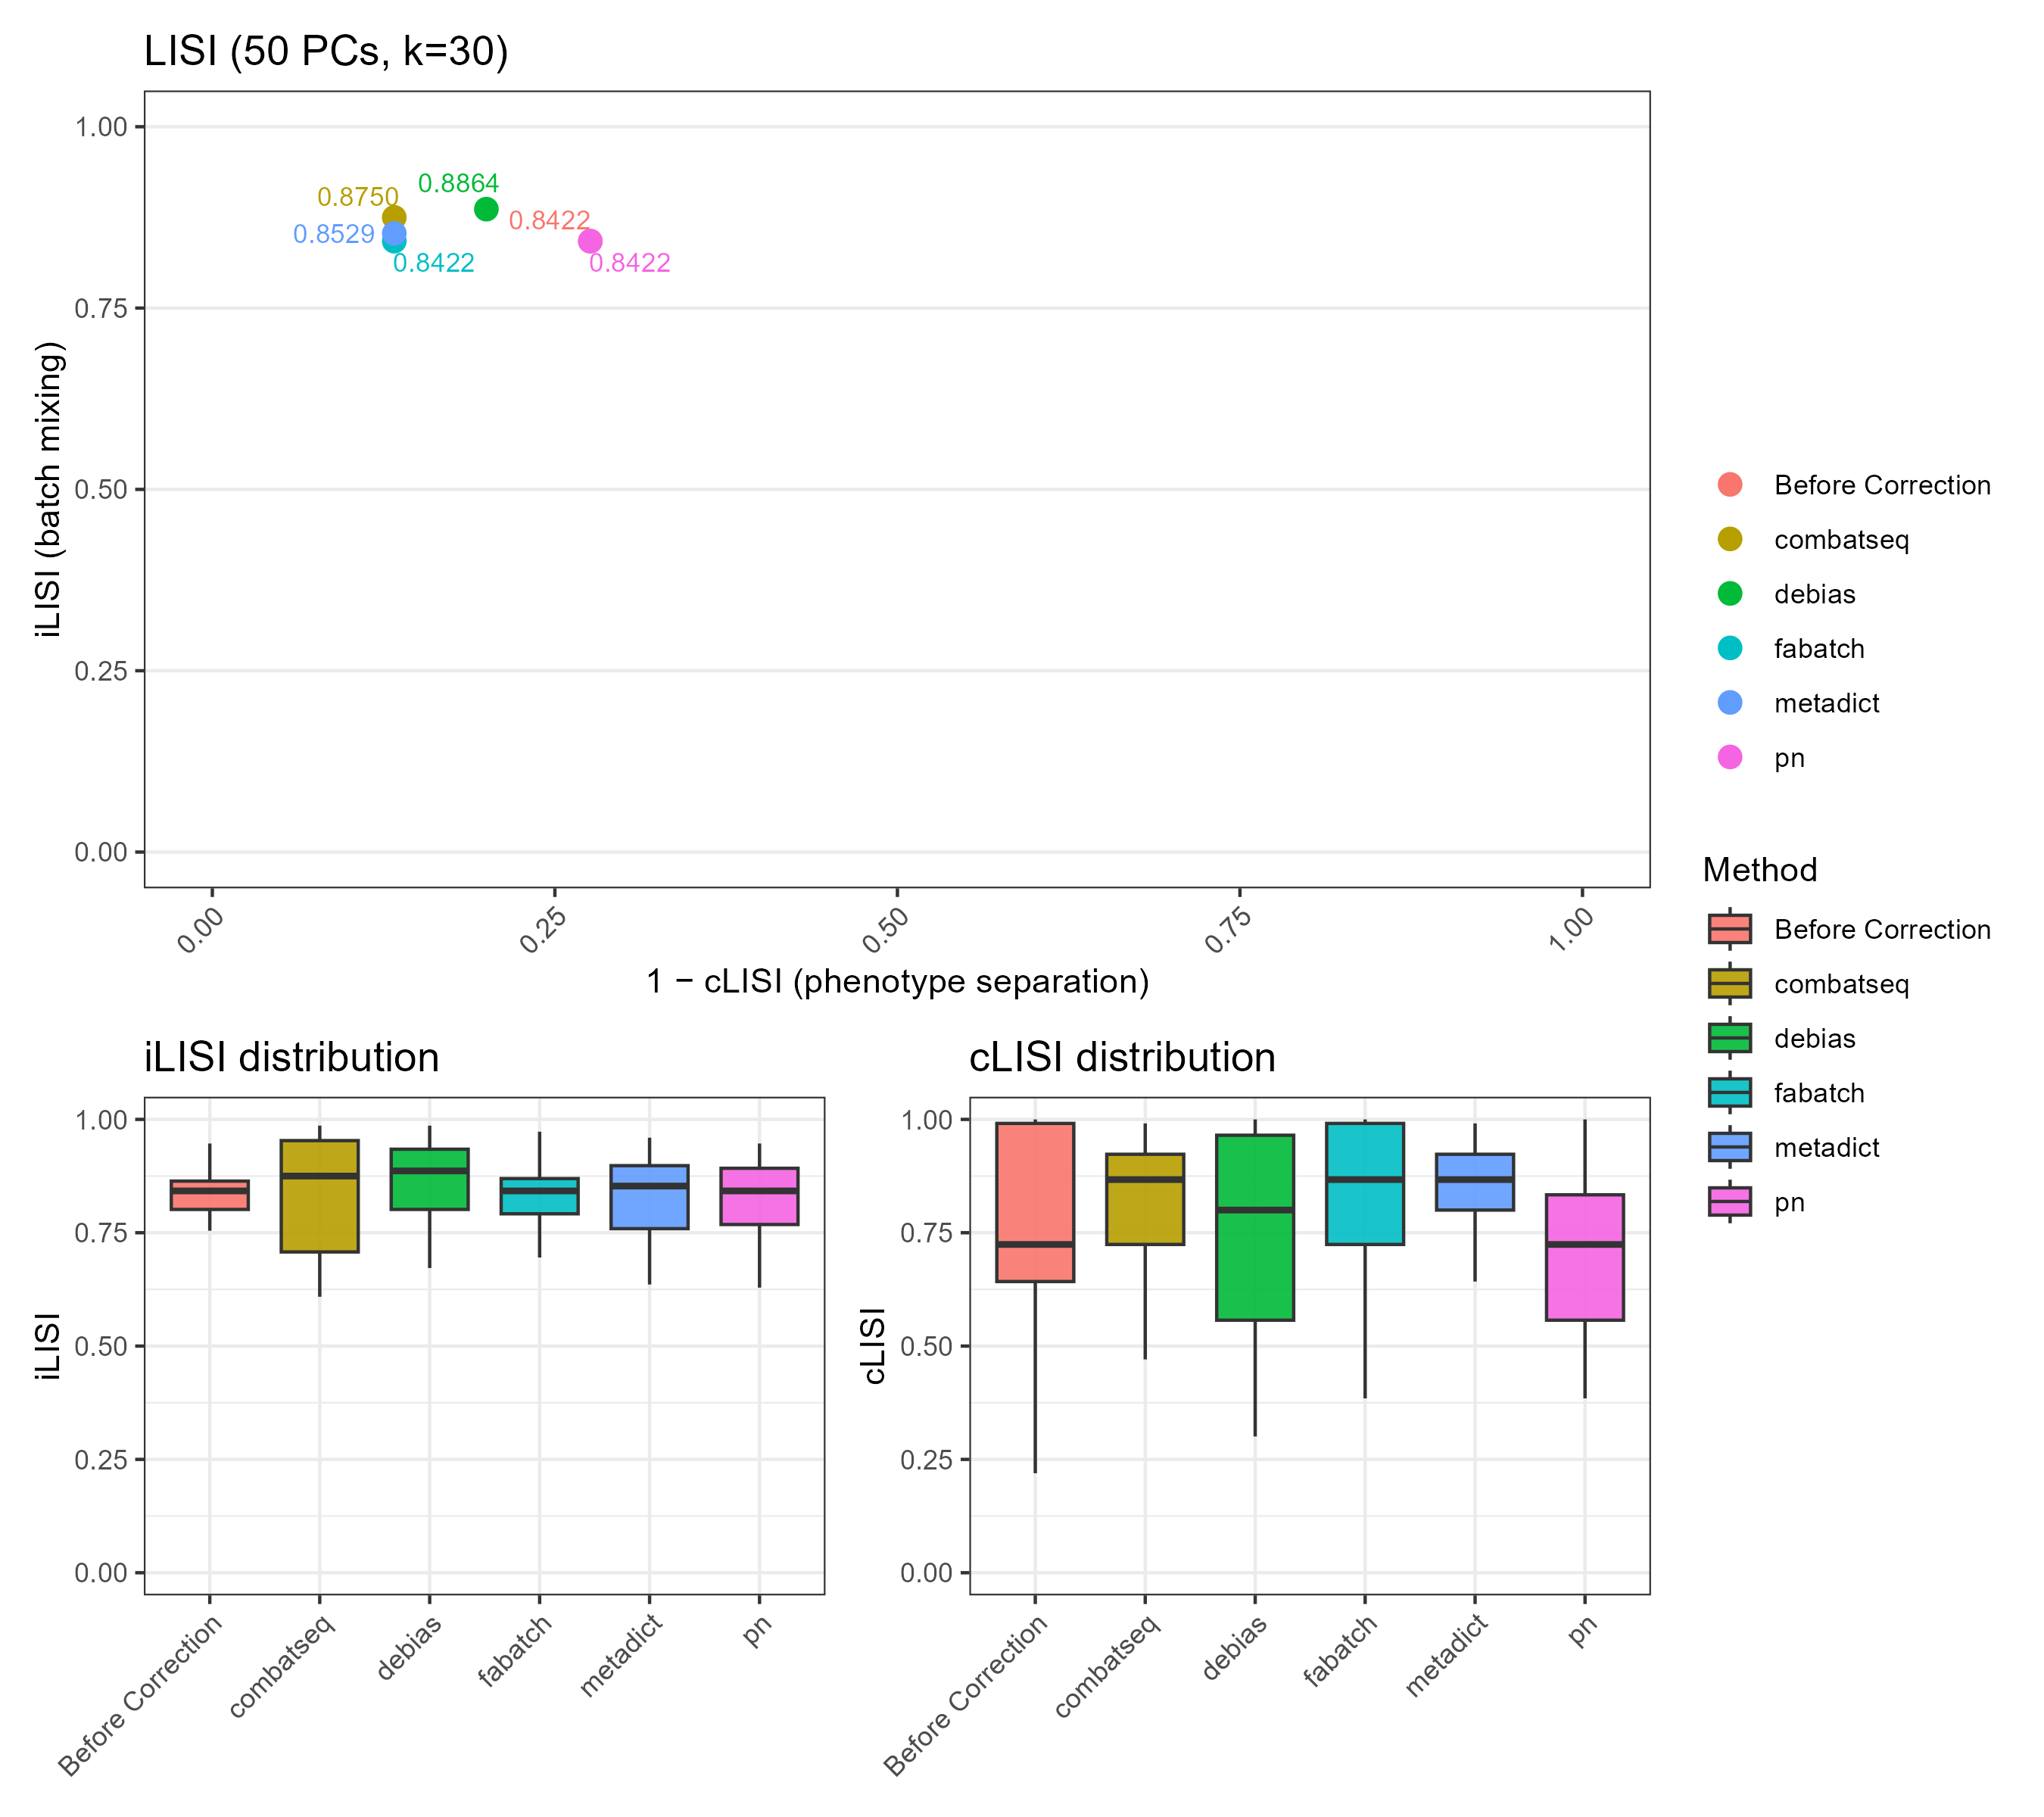 LISI (50 PCs, k=30)
iLISI (batch mixing)
1.00
0.75
0.50
0.25
0.00
0.8750
0.8864
0.8422
0.8529
0.8422
0.8422
0.00
0.25
0.50
0.75
1.00
1 − cLISI (phenotype separation)
Before Correction
combatseq
debias
fabatch
metadict
pn
Method
Before Correction
combatseq
debias
fabatch
metadict
pn
iLISI distribution
iLISI
1.00
0.75
0.50
0.25
0.00
Before Correction
combatseq
debias
fabatch
metadict
pn
cLISI distribution
cLISI
1.00
0.75
0.50
0.25
0.00
Before Correction
combatseq
debias
fabatch
metadict
pn